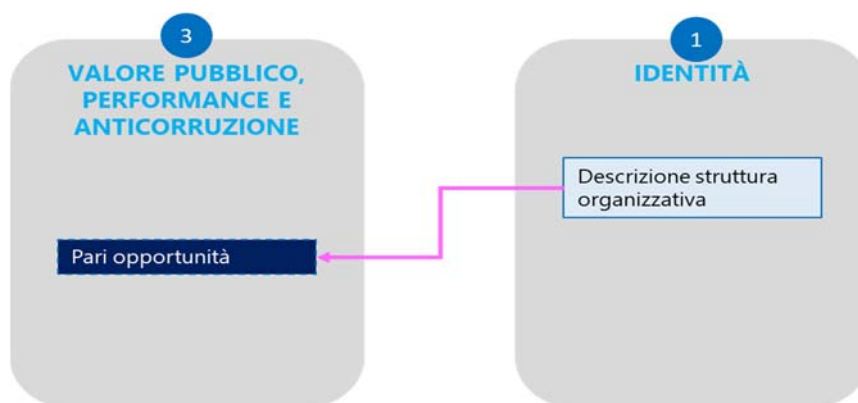 3
VALORE PUBBLICO,
PERFORMANCE E
ANTICORRUZIONE
Pari opportunità
1
IDENTITÀ
Descrizione struttura
organizzativa